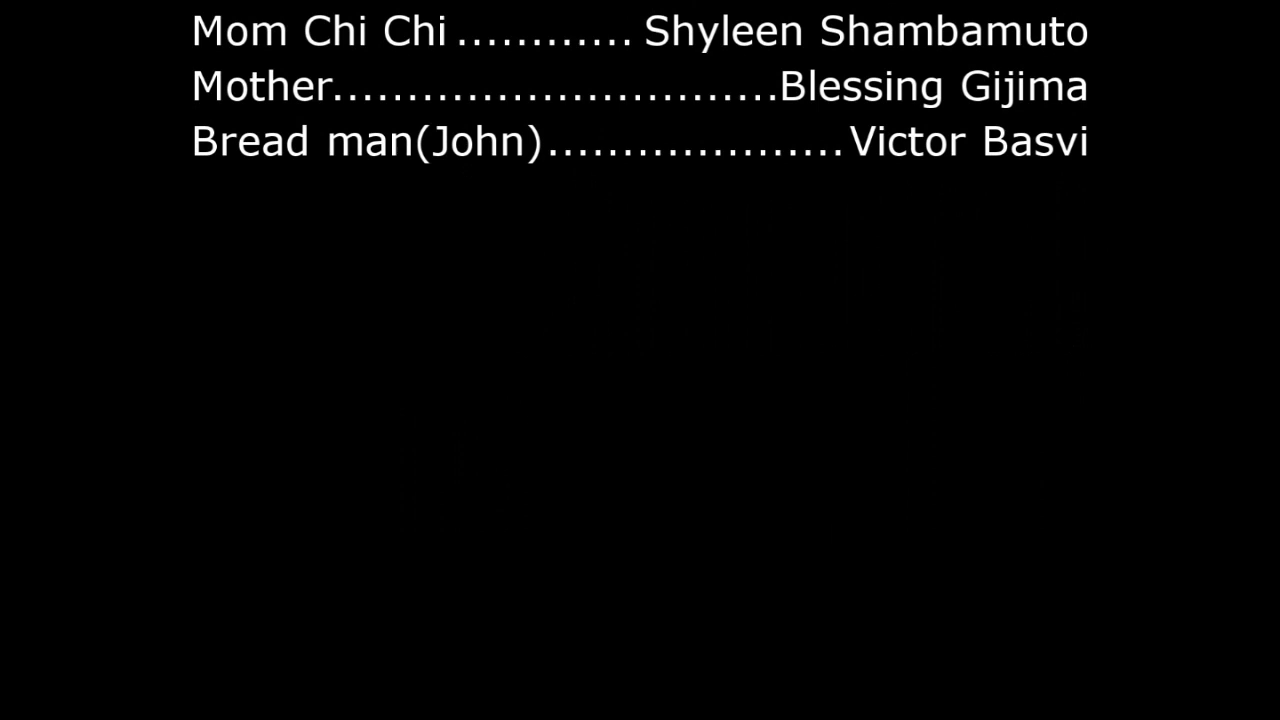 Mom Chi Chi ............ Shyleen Shambamuto
Mother..............................Blessing Gijima
Bread man(John)....................Victor Basvi